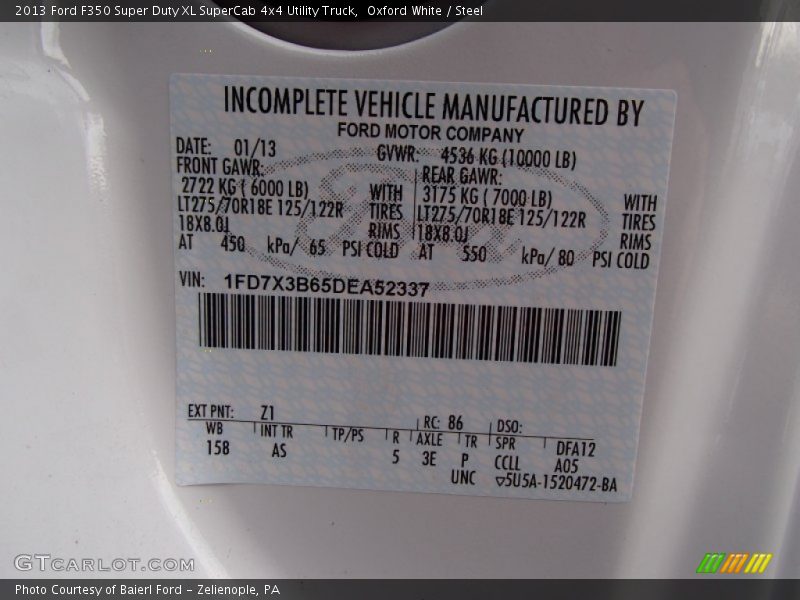 2013 Ford F350 Super Duty XL SuperCab 4x4 Utility Truck, Oxford White / Steel
INCOMPLETE VEHICLE MANUFACTURED BY
FORD MOTOR COMPANY
DATE: 01/13 GVWR: 4536 KG (10000 LB)
FRONT GAWR: REAR GAWR:
2722 KG ( 6000 LB) WITH 3175 KG ( 7000 LB) WITH
LT275/70R18E 125/122R TIRES LT275/70R18E 125/122R TIRES
18X8.0J RIMS 18X8.0J RIMS
AT 450 kPa/ 65 PSI COLD AT 550 kPa/ 80 PSI COLD
VIN: 1FD7X3B65DEA52337
EXT PNT: Z1 RC: 86 DSO:
WB INT TR TP/PS R AXLE TR SPR DFA12
158 AS 5 3E P CCLL A05
UNC ▽5U5A-1520472-BA
GTCARLOT.COM
Photo Courtesy of Baierl Ford - Zelienople, PA